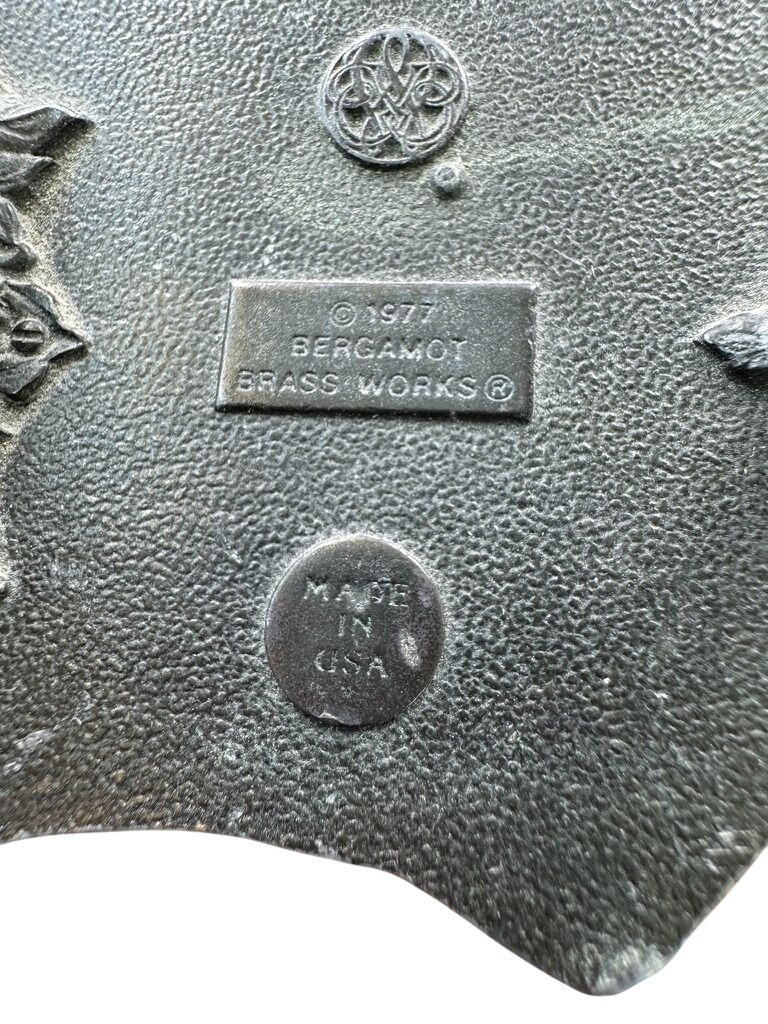 © 1977
BERGAMOT
BRASS WORKS ®
MADE
IN
USA